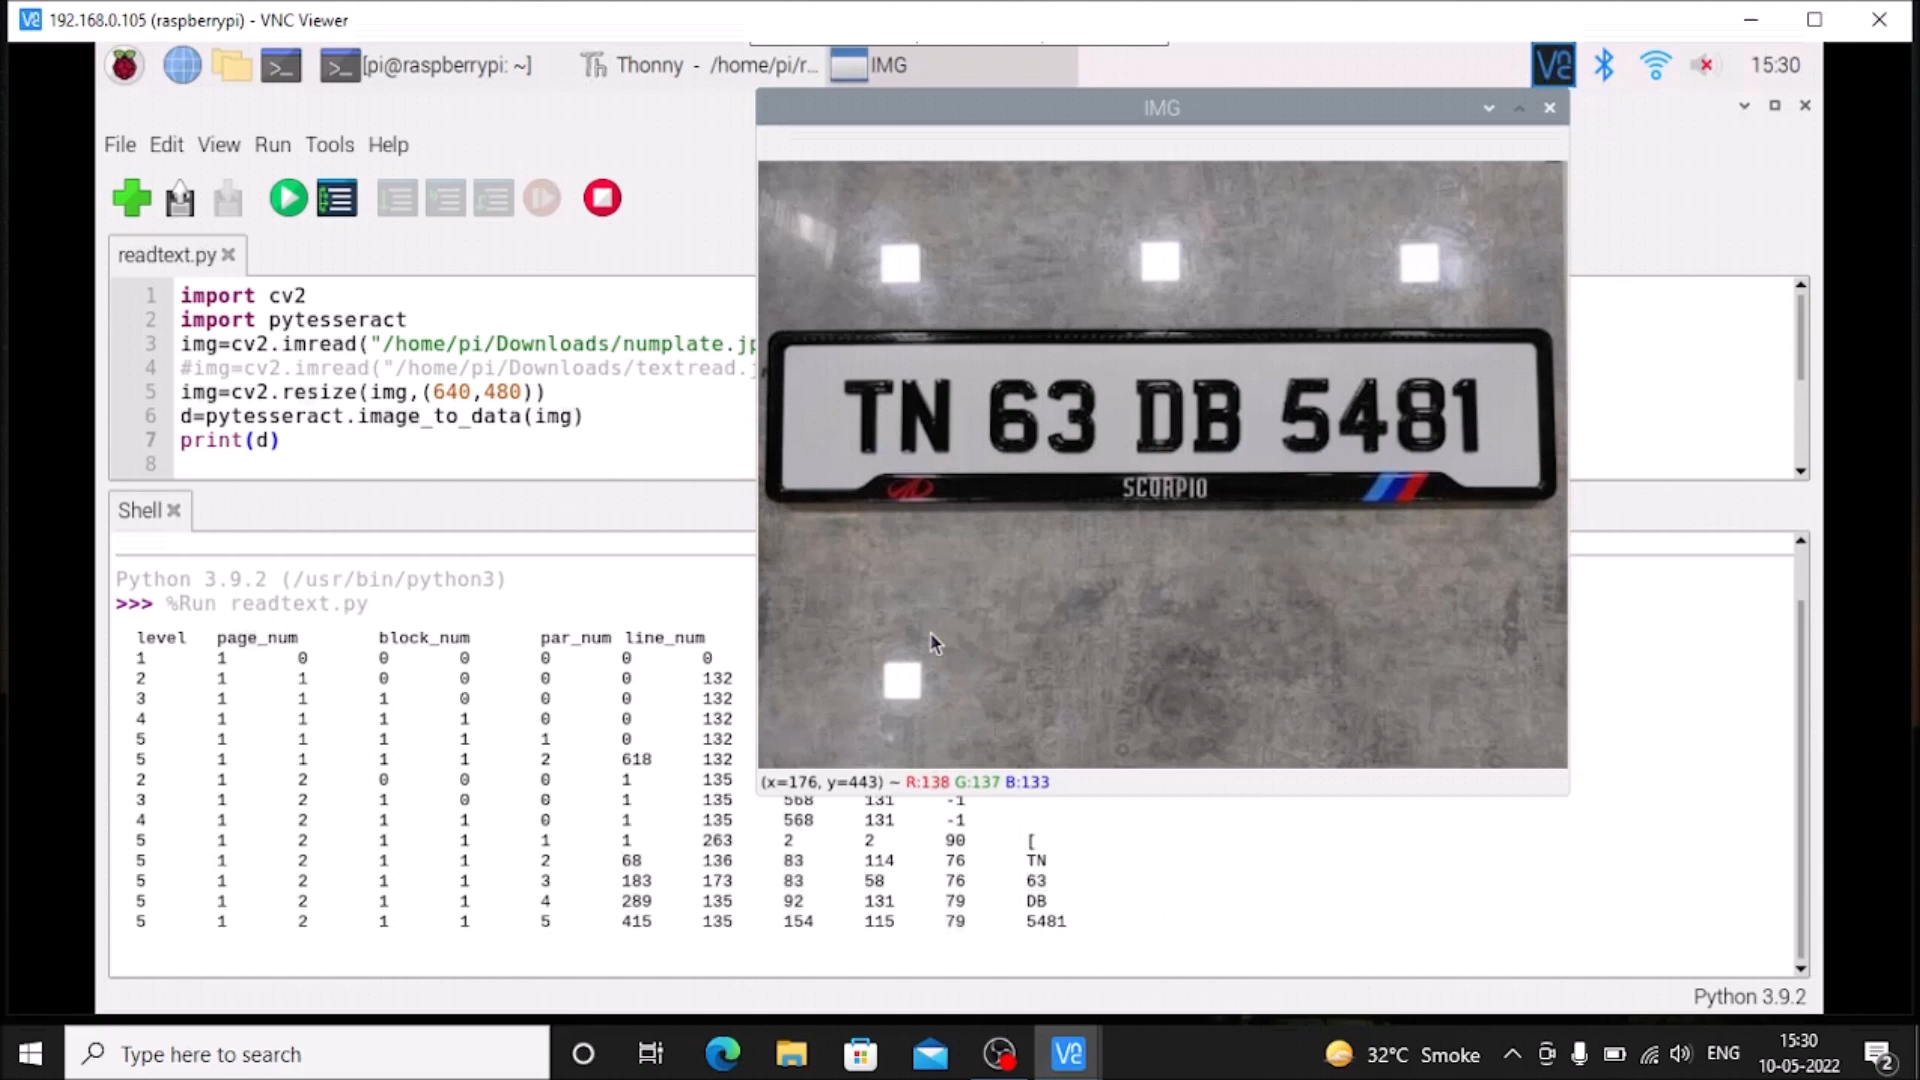 192.168.0.105 (raspberrypi) - VNC Viewer
[pi@raspberrypi: ~]
Thonny - /home/pi/r...
IMG
15:30
IMG
File Edit View Run Tools Help
readtext.py
1 import cv2
2 import pytesseract
3 img=cv2.imread("/home/pi/Downloads/numplate.jp
4 #img=cv2.imread("/home/pi/Downloads/textread.j
5 img=cv2.resize(img,(640,480))
6 d=pytesseract.image_to_data(img)
7 print(d)
8
TN 63 DB 5481
SCORPIO
(x=176, y=443) ~ R:138 G:137 B:133
Shell
Python 3.9.2 (/usr/bin/python3)
>>> %Run readtext.py
level page_num block_num par_num line_num
1 1 0 0 0 0 0 0
2 1 1 0 0 0 0 132
3 1 1 1 0 0 0 132
4 1 1 1 1 0 0 132
5 1 1 1 1 1 0 132
5 1 1 1 1 2 618 132
2 1 2 0 0 0 1 135
3 1 2 1 0 0 1 135 568 131 -1
4 1 2 1 1 0 1 135 568 131 -1
5 1 2 1 1 1 1 263 2 2 90 [
5 1 2 1 1 2 68 136 83 114 76 TN
5 1 2 1 1 3 183 173 83 58 76 63
5 1 2 1 1 4 289 135 92 131 79 DB
5 1 2 1 1 5 415 135 154 115 79 5481
Python 3.9.2
Type here to search
32°C Smoke
ENG
15:30
10-05-2022
2